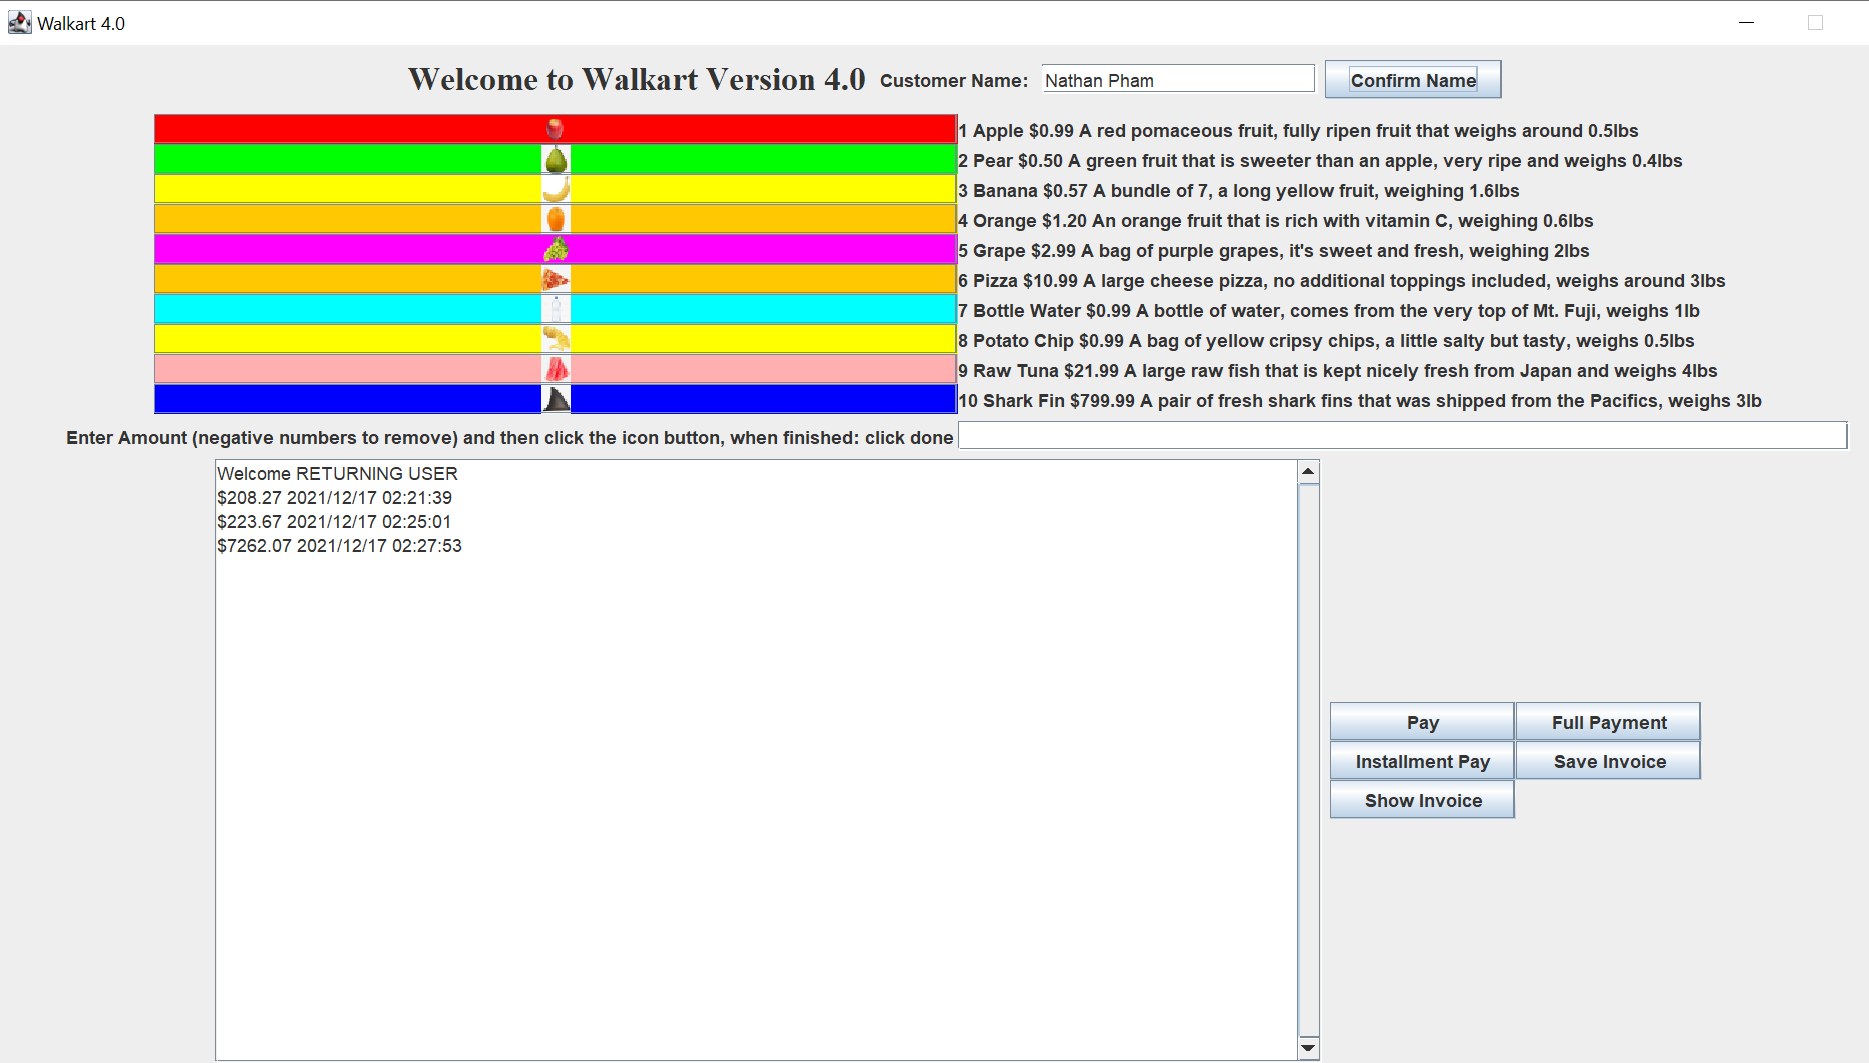 Walkart 4.0
Welcome to Walkart Version 4.0 Customer Name: Nathan Pham Confirm Name
1 Apple $0.99 A red pomaceous fruit, fully ripen fruit that weighs around 0.5lbs
2 Pear $0.50 A green fruit that is sweeter than an apple, very ripe and weighs 0.4lbs
3 Banana $0.57 A bundle of 7, a long yellow fruit, weighing 1.6lbs
4 Orange $1.20 An orange fruit that is rich with vitamin C, weighing 0.6lbs
5 Grape $2.99 A bag of purple grapes, it's sweet and fresh, weighing 2lbs
6 Pizza $10.99 A large cheese pizza, no additional toppings included, weighs around 3lbs
7 Bottle Water $0.99 A bottle of water, comes from the very top of Mt. Fuji, weighs 1lb
8 Potato Chip $0.99 A bag of yellow cripsy chips, a little salty but tasty, weighs 0.5lbs
9 Raw Tuna $21.99 A large raw fish that is kept nicely fresh from Japan and weighs 4lbs
10 Shark Fin $799.99 A pair of fresh shark fins that was shipped from the Pacifics, weighs 3lb
Enter Amount (negative numbers to remove) and then click the icon button, when finished: click done
Welcome RETURNING USER
$208.27 2021/12/17 02:21:39
$223.67 2021/12/17 02:25:01
$7262.07 2021/12/17 02:27:53
Pay Full Payment
Installment Pay Save Invoice
Show Invoice